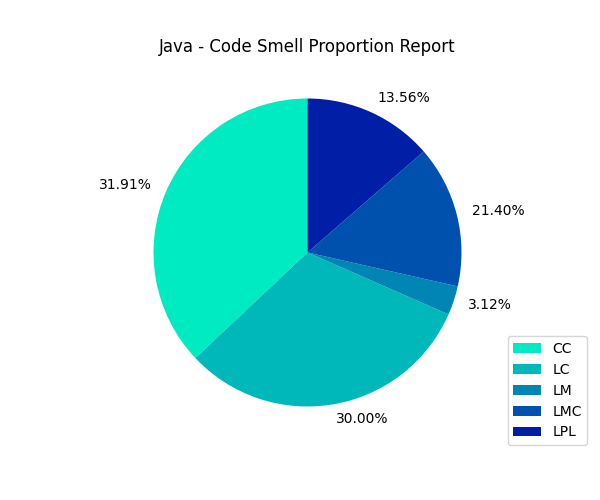 Java - Code Smell Proportion Report
13.56%
31.91%
21.40%
3.12%
30.00%
CC
LC
LM
LMC
LPL